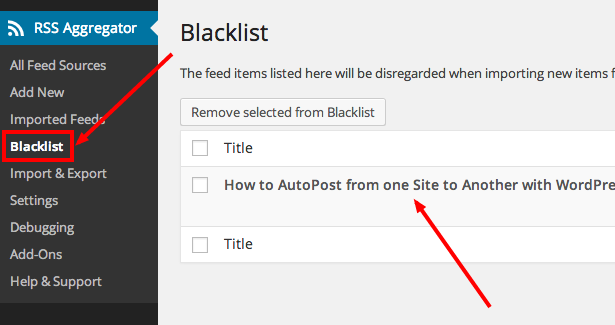 RSS Aggregator
All Feed Sources
Add New
Imported Feeds
Blacklist
Import & Export
Settings
Debugging
Add-Ons
Help & Support
Blacklist
The feed items listed here will be disregarded when importing new items f
Remove selected from Blacklist
Title
How to AutoPost from one Site to Another with WordPre
Title